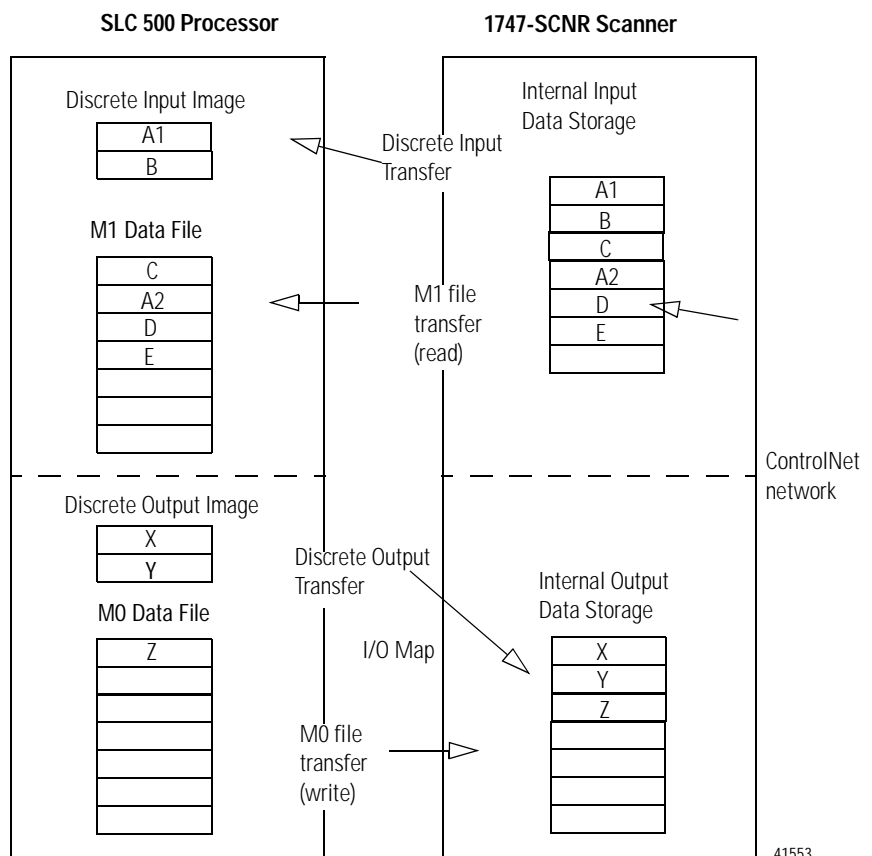 SLC 500 Processor
1747-SCNR Scanner
Discrete Input Image
A1
B
M1 Data File
C
A2
D
E
Discrete Input
Transfer
M1 file
transfer
(read)
Internal Input
Data Storage
A1
B
C
A2
D
E
ControlNet
network
Discrete Output Image
X
Y
M0 Data File
Z
Discrete Output
Transfer
I/O Map
M0 file
transfer
(write)
Internal Output
Data Storage
X
Y
Z
41553